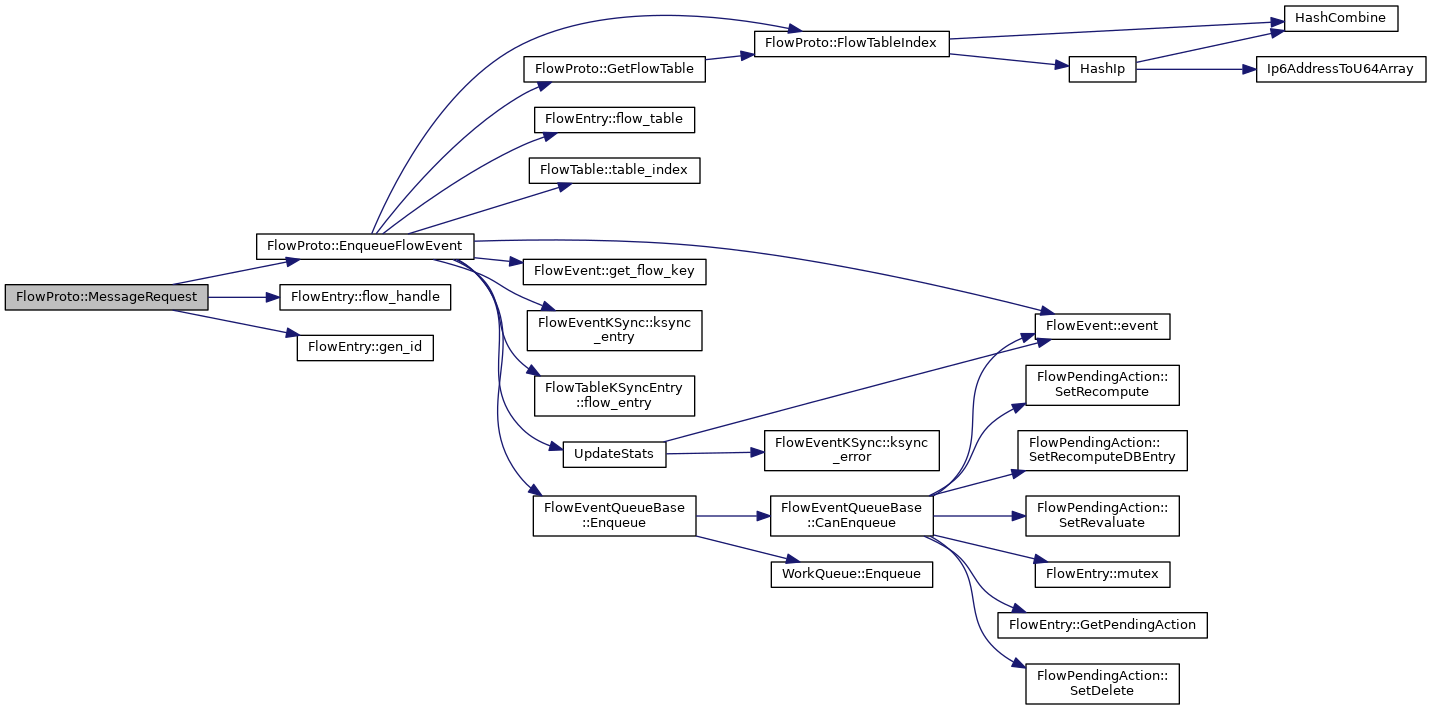 FlowProto::MessageRequest
FlowProto::EnqueueFlowEvent
FlowEntry::flow_handle
FlowEntry::gen_id
FlowProto::GetFlowTable
FlowEntry::flow_table
FlowTable::table_index
FlowEvent::get_flow_key
FlowEventKSync::ksync
_entry
FlowTableKSyncEntry
::flow_entry
UpdateStats
FlowEventQueueBase
::Enqueue
FlowProto::FlowTableIndex
FlowEventKSync::ksync
_error
FlowEventQueueBase
::CanEnqueue
WorkQueue::Enqueue
HashIp
FlowEvent::event
FlowPendingAction::
SetRecompute
FlowPendingAction::
SetRecomputeDBEntry
FlowPendingAction::
SetRevaluate
FlowEntry::mutex
FlowEntry::GetPendingAction
FlowPendingAction::
SetDelete
HashCombine
Ip6AddressToU64Array